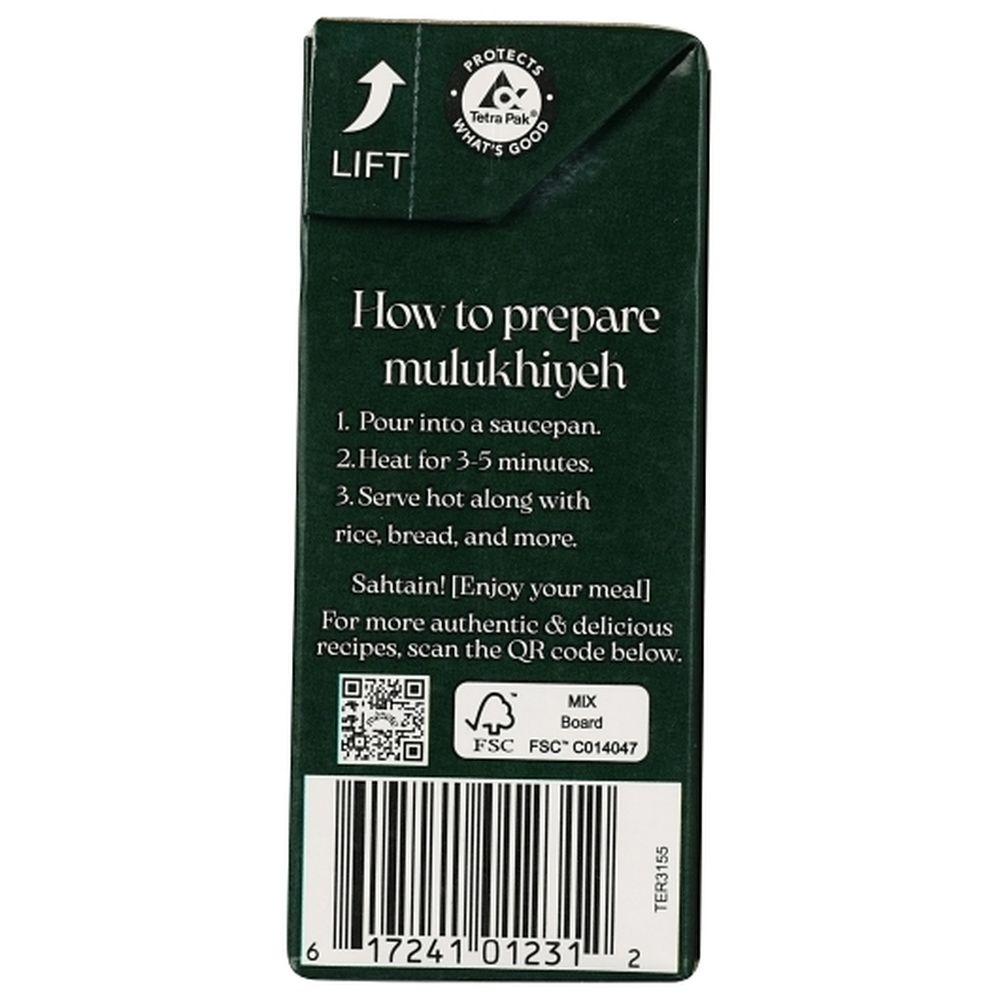 PROTECTS
Tetra Pak®
WHAT'S GOOD
LIFT
How to prepare
mulukhiyeh
1. Pour into a saucepan.
2. Heat for 3-5 minutes.
3. Serve hot along with
rice, bread, and more.
Sahtain! [Enjoy your meal]
For more authentic & delicious
recipes, scan the QR code below.
FSC™
MIX
Board
FSC™ C014047
TER3155
6 17241 01231 2